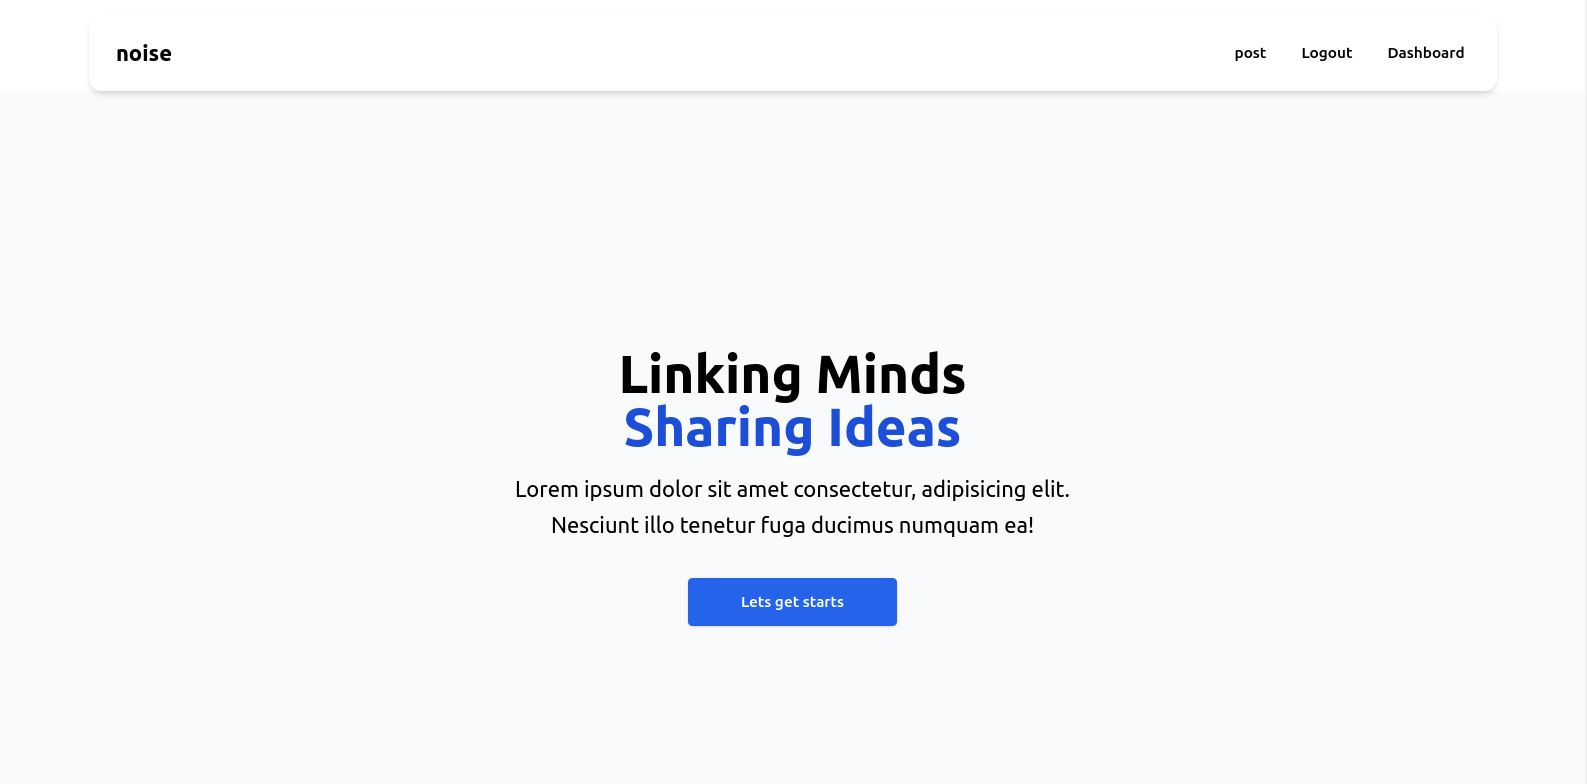 noise
post
Logout
Dashboard
Linking Minds
Sharing Ideas
Lorem ipsum dolor sit amet consectetur, adipisicing elit.
Nesciunt illo tenetur fuga ducimus numquam ea!
Lets get starts